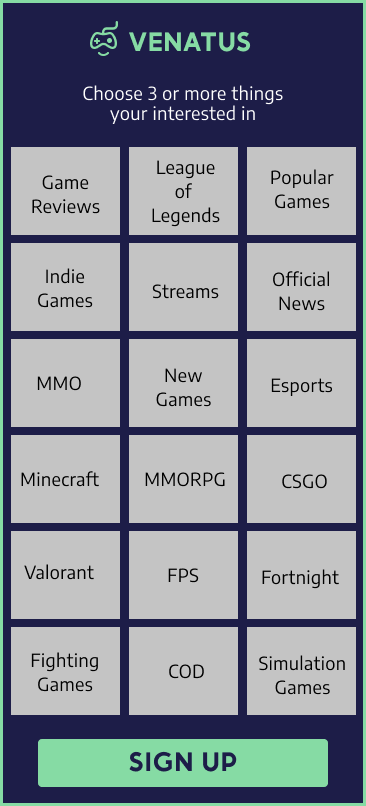 VENATUS
Choose 3 or more things
your interested in
Game
Reviews
League
of
Legends
Popular
Games
Indie
Games
Streams
Official
News
MMO
New
Games
Esports
Minecraft
MMORPG
CSGO
Valorant
FPS
Fortnight
Fighting
Games
COD
Simulation
Games
SIGN UP